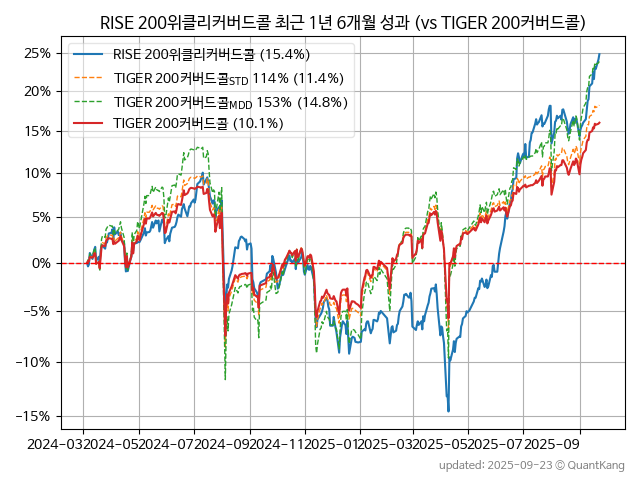 RISE 200위클리커버드콜 최근 1년 6개월 성과 (vs TIGER 200커버드콜)
RISE 200위클리커버드콜 (15.4%)
TIGER 200커버드콜STD 114% (11.4%)
TIGER 200커버드콜MDD 153% (14.8%)
TIGER 200커버드콜 (10.1%)
25%
20%
15%
10%
5%
0%
−5%
−10%
−15%
2024-03 2024-05 2024-07 2024-09 2024-11 2025-01 2025-03 2025-05 2025-07 2025-09
updated: 2025-09-23 © QuantKang